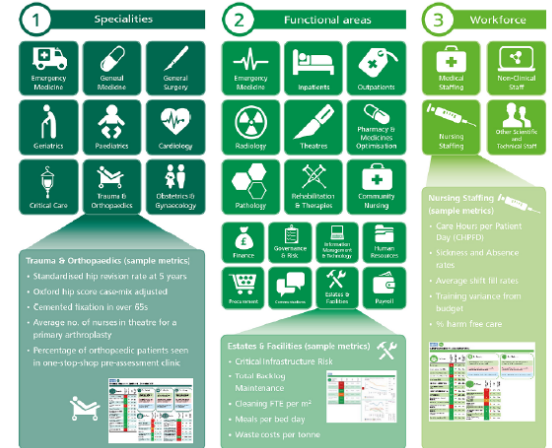 1 Specialities
Emergency
Medicine
General
Medicine
General
Surgery
Geriatrics
Paediatrics
Cardiology
Critical Care
Trauma &
Orthopaedics
Obstetrics &
Gynaecology
Trauma & Orthopaedics (sample metrics)
• Standardised hip revision rate at 5 years
• Oxford hip score case-mix adjusted
• Cemented fixation in over 65s
• Average no. of nurses in theatre for a
primary arthroplasty
• Percentage of orthopaedic patients seen
in one-stop-shop pre-assessment clinic
2 Functional areas
Emergency
Medicine
Inpatients
Outpatients
Radiology
Theatres
Pharmacy &
Medicines
Optimisation
Pathology
Rehabilitation
& Therapies
Community
Nursing
Finance
Governance
& Risk
Information
Management
& Technology
Human
Resources
Procurement
Estates &
Facilities
Payroll
Estates & Facilities (sample metrics)
• Critical Infrastructure Risk
• Total Backlog
Maintenance
• Cleaning FTE per m²
• Meals per bed day
• Waste costs per tonne
3 Workforce
Medical
Staffing
Non-Clinical
Staff
Nursing
Staffing
Other Scientific
and
Technical Staff
Nursing Staffing
(sample metrics)
• Care Hours per Patient
Day (CHPPD)
• Sickness and Absence
rates
• Average shift fill rates
• Training variance from
budget
• % harm free care